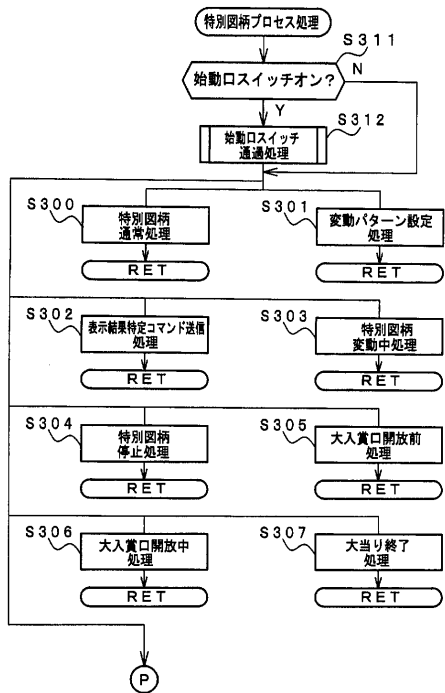 特別図柄プロセス処理
S311
始動口スイッチオン？
N
Y
S312
始動口スイッチ
通過処理
S300
特別図柄
通常処理
RET
S301
変動パターン設定
処理
RET
S302
表示結果特定コマンド送信
処理
RET
S303
特別図柄
変動中処理
RET
S304
特別図柄
停止処理
RET
S305
大入賞口開放前
処理
RET
S306
大入賞口開放中
処理
RET
S307
大当り終了
処理
RET
P